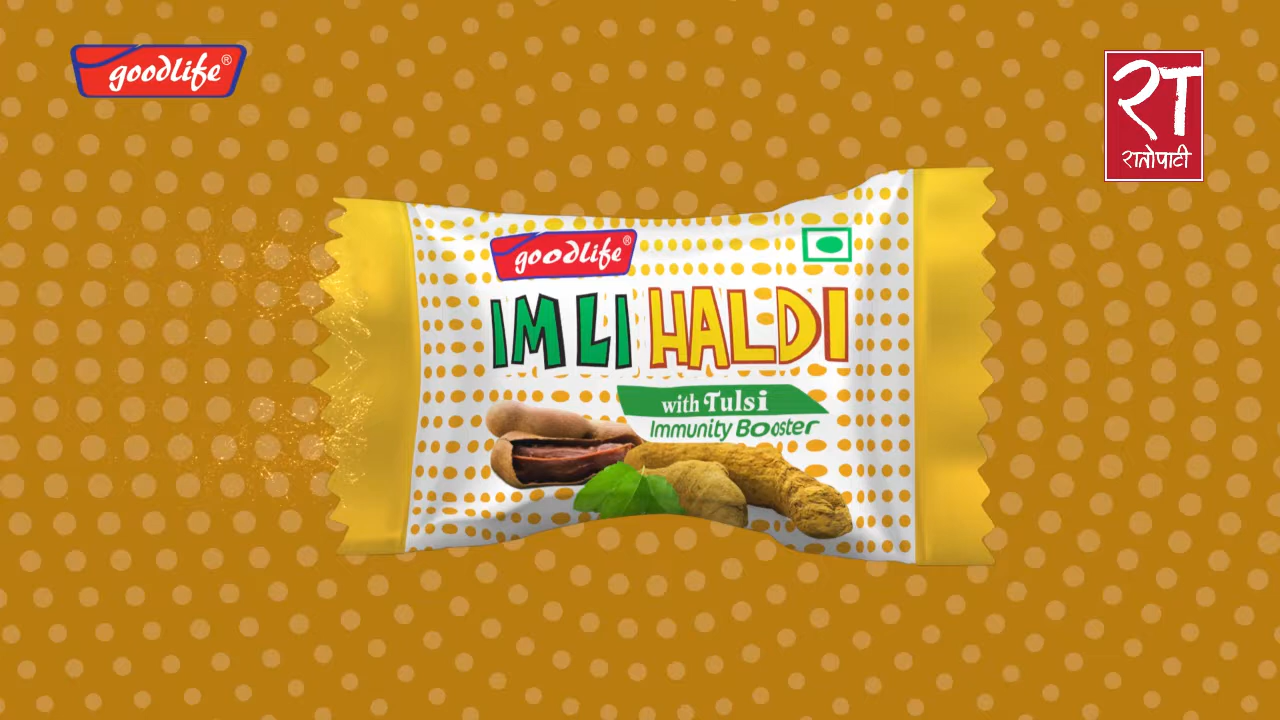 goodlife®
रा
रातोपाटी
goodlife®
IMLI HALDI
with Tulsi
Immunity Booster